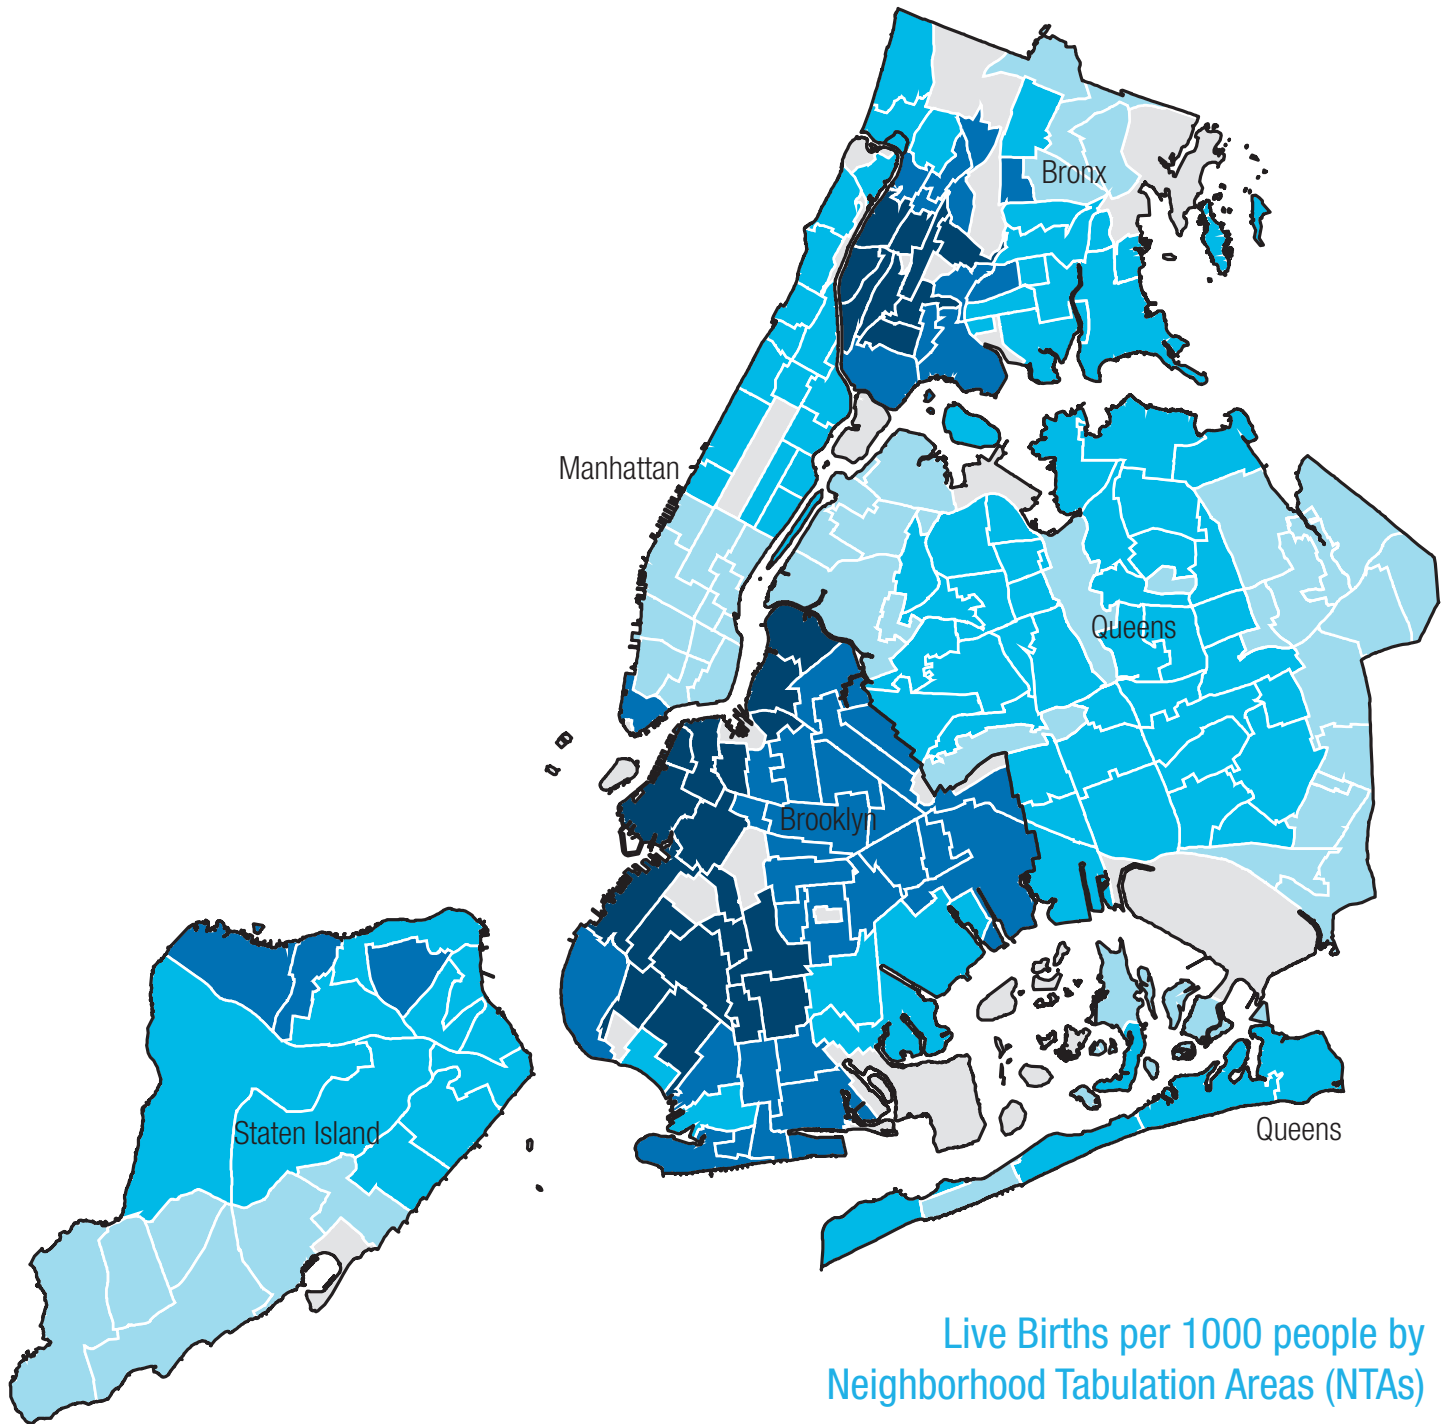 Bronx
Manhattan
Queens
Brooklyn
Staten Island
Queens
Live Births per 1000 people by
Neighborhood Tabulation Areas (NTAs)